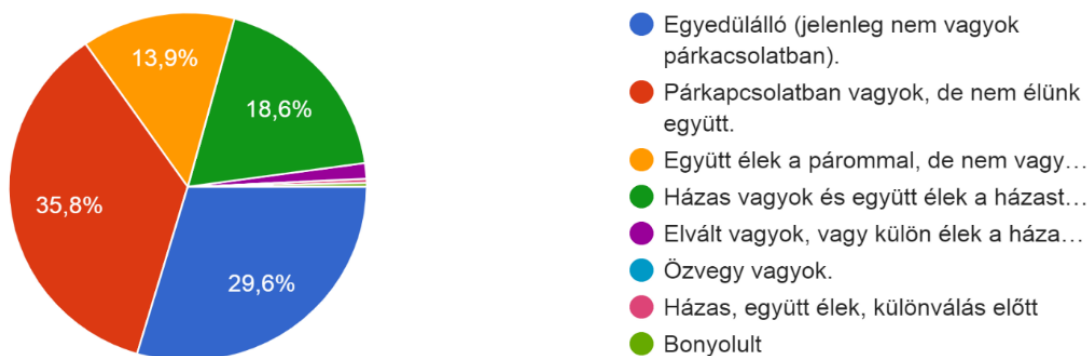 13,9%
18,6%
35,8%
29,6%
Egyedülálló (jelenleg nem vagyok
párkacsolatban).
Párkapcsolatban vagyok, de nem élünk
együtt.
Együtt élek a párommal, de nem vagy…
Házas vagyok és együtt élek a házast…
Elvált vagyok, vagy külön élek a háza…
Özvegy vagyok.
Házas, együtt élek, különválás előtt
Bonyolult